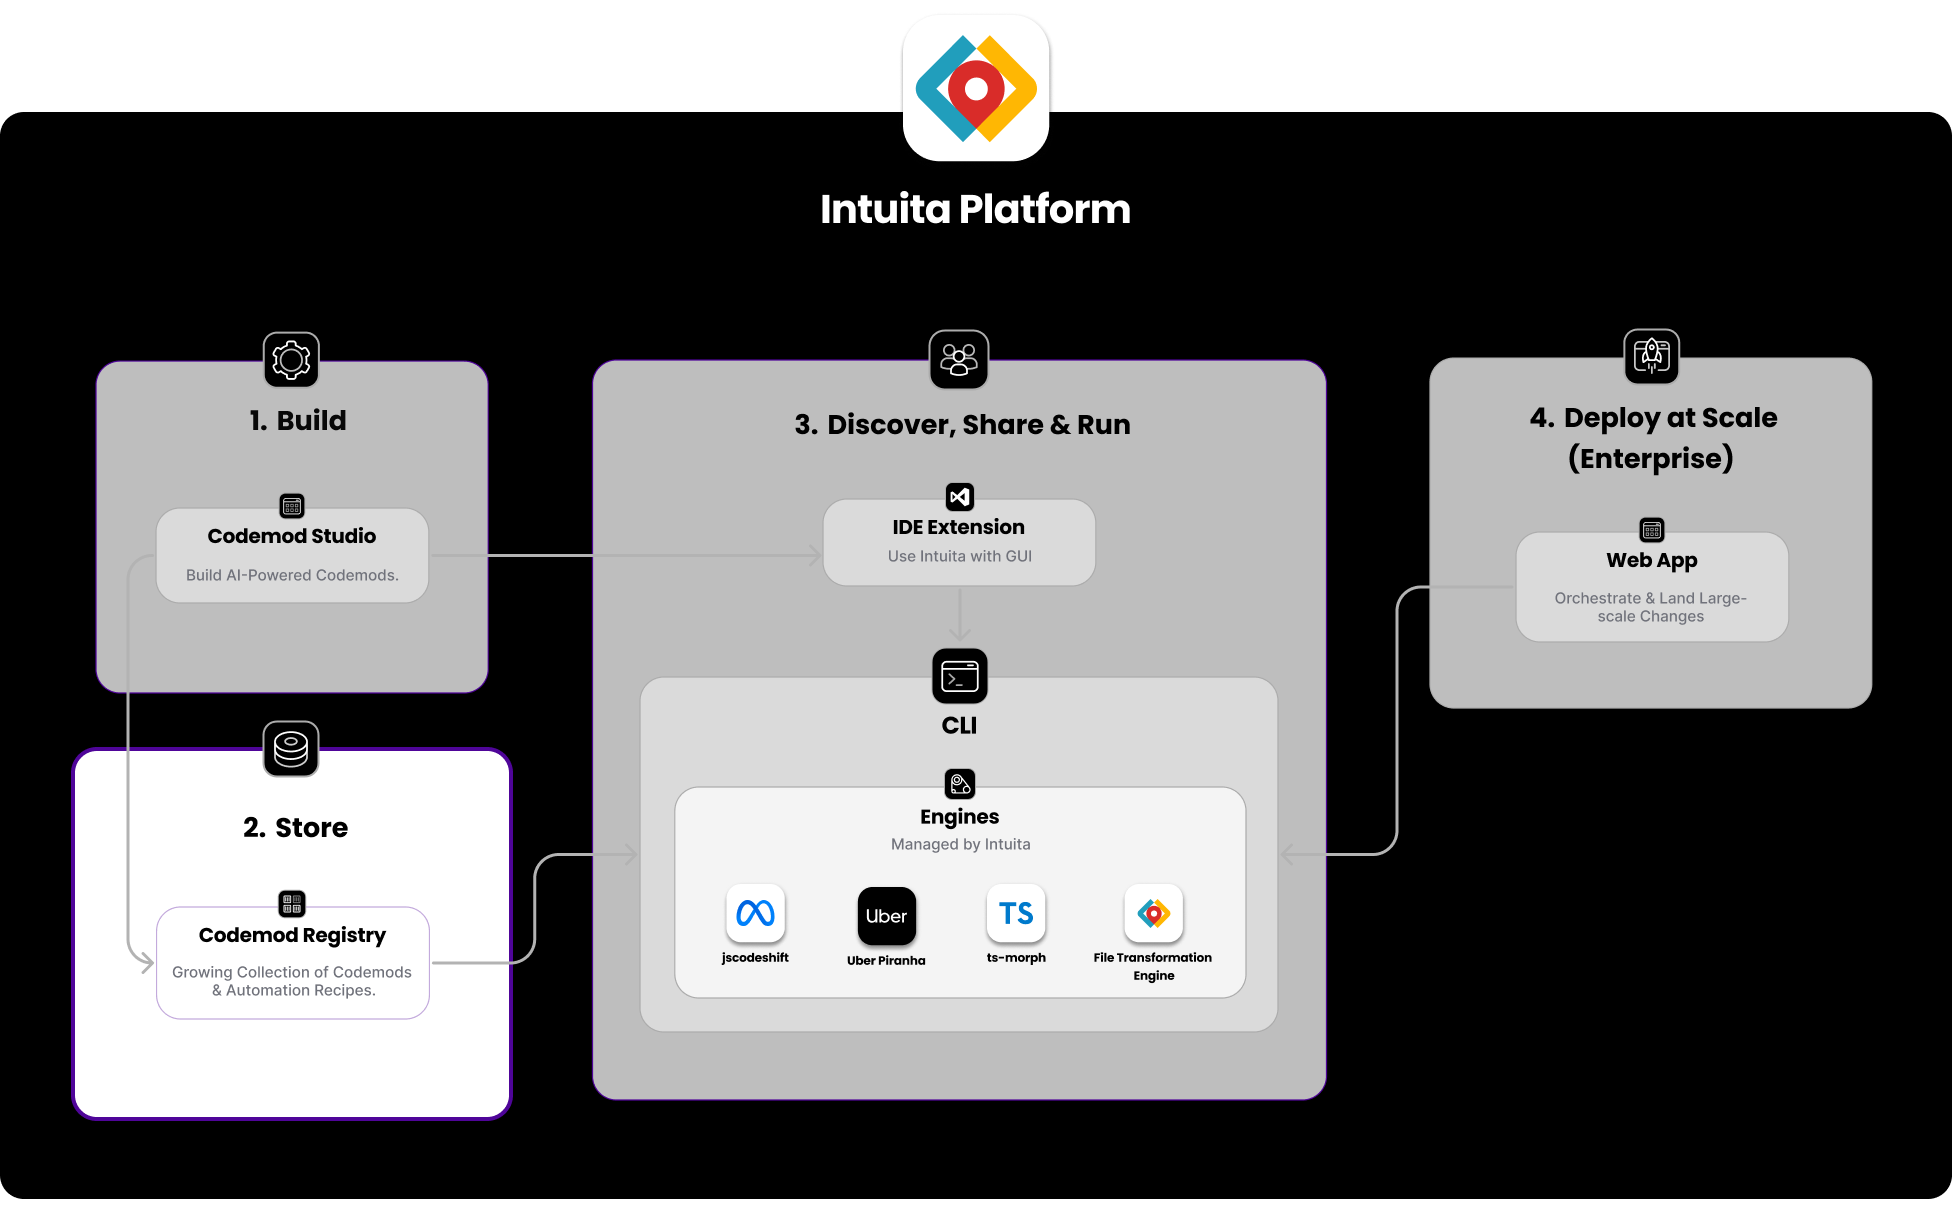 Intuita Platform
1. Build
Codemod Studio
Build AI-Powered Codemods.
2. Store
Codemod Registry
Growing Collection of Codemods
& Automation Recipes.
3. Discover, Share & Run
IDE Extension
Use Intuita with GUI
CLI
Engines
Managed by Intuita
Uber
TS
jscodeshift
Uber Piranha
ts-morph
File Transformation
Engine
4. Deploy at Scale
(Enterprise)
Web App
Orchestrate & Land Large-
scale Changes